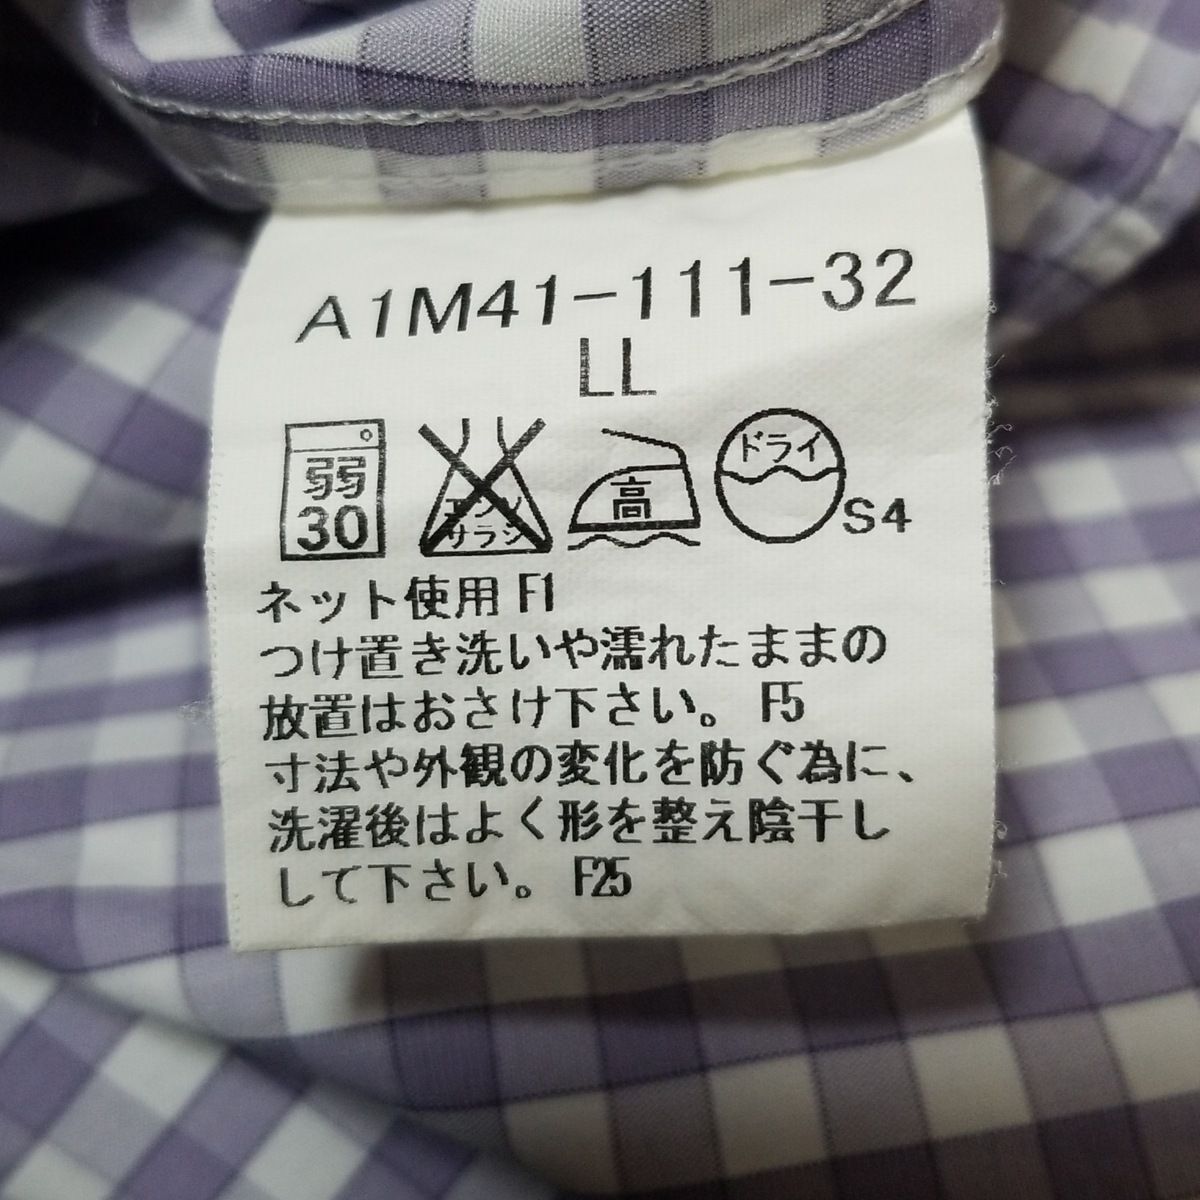 A1M41-111-32
LL
弱 30
エンソ サラシ
高
ドライ S4
ネット使用 F1
つけ置き洗いや濡れたままの
放置はおさけ下さい。 F5
寸法や外観の変化を防ぐ為に、
洗濯後はよく形を整え陰干し
して下さい。 F25